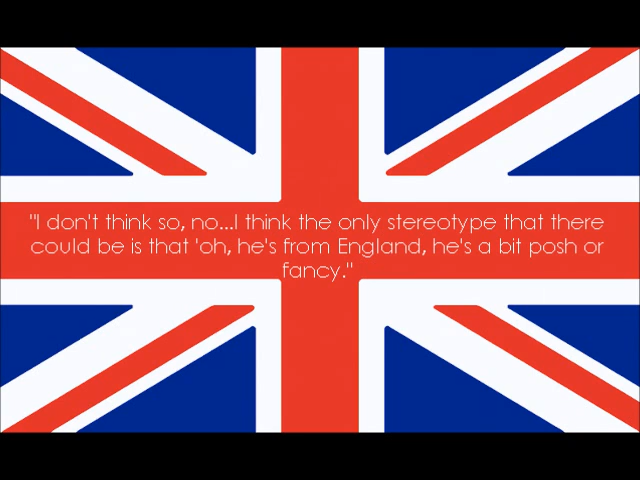 "I don't think so, no...I think the only stereotype that there
could be is that 'oh, he's from England, he's a bit posh or
fancy."